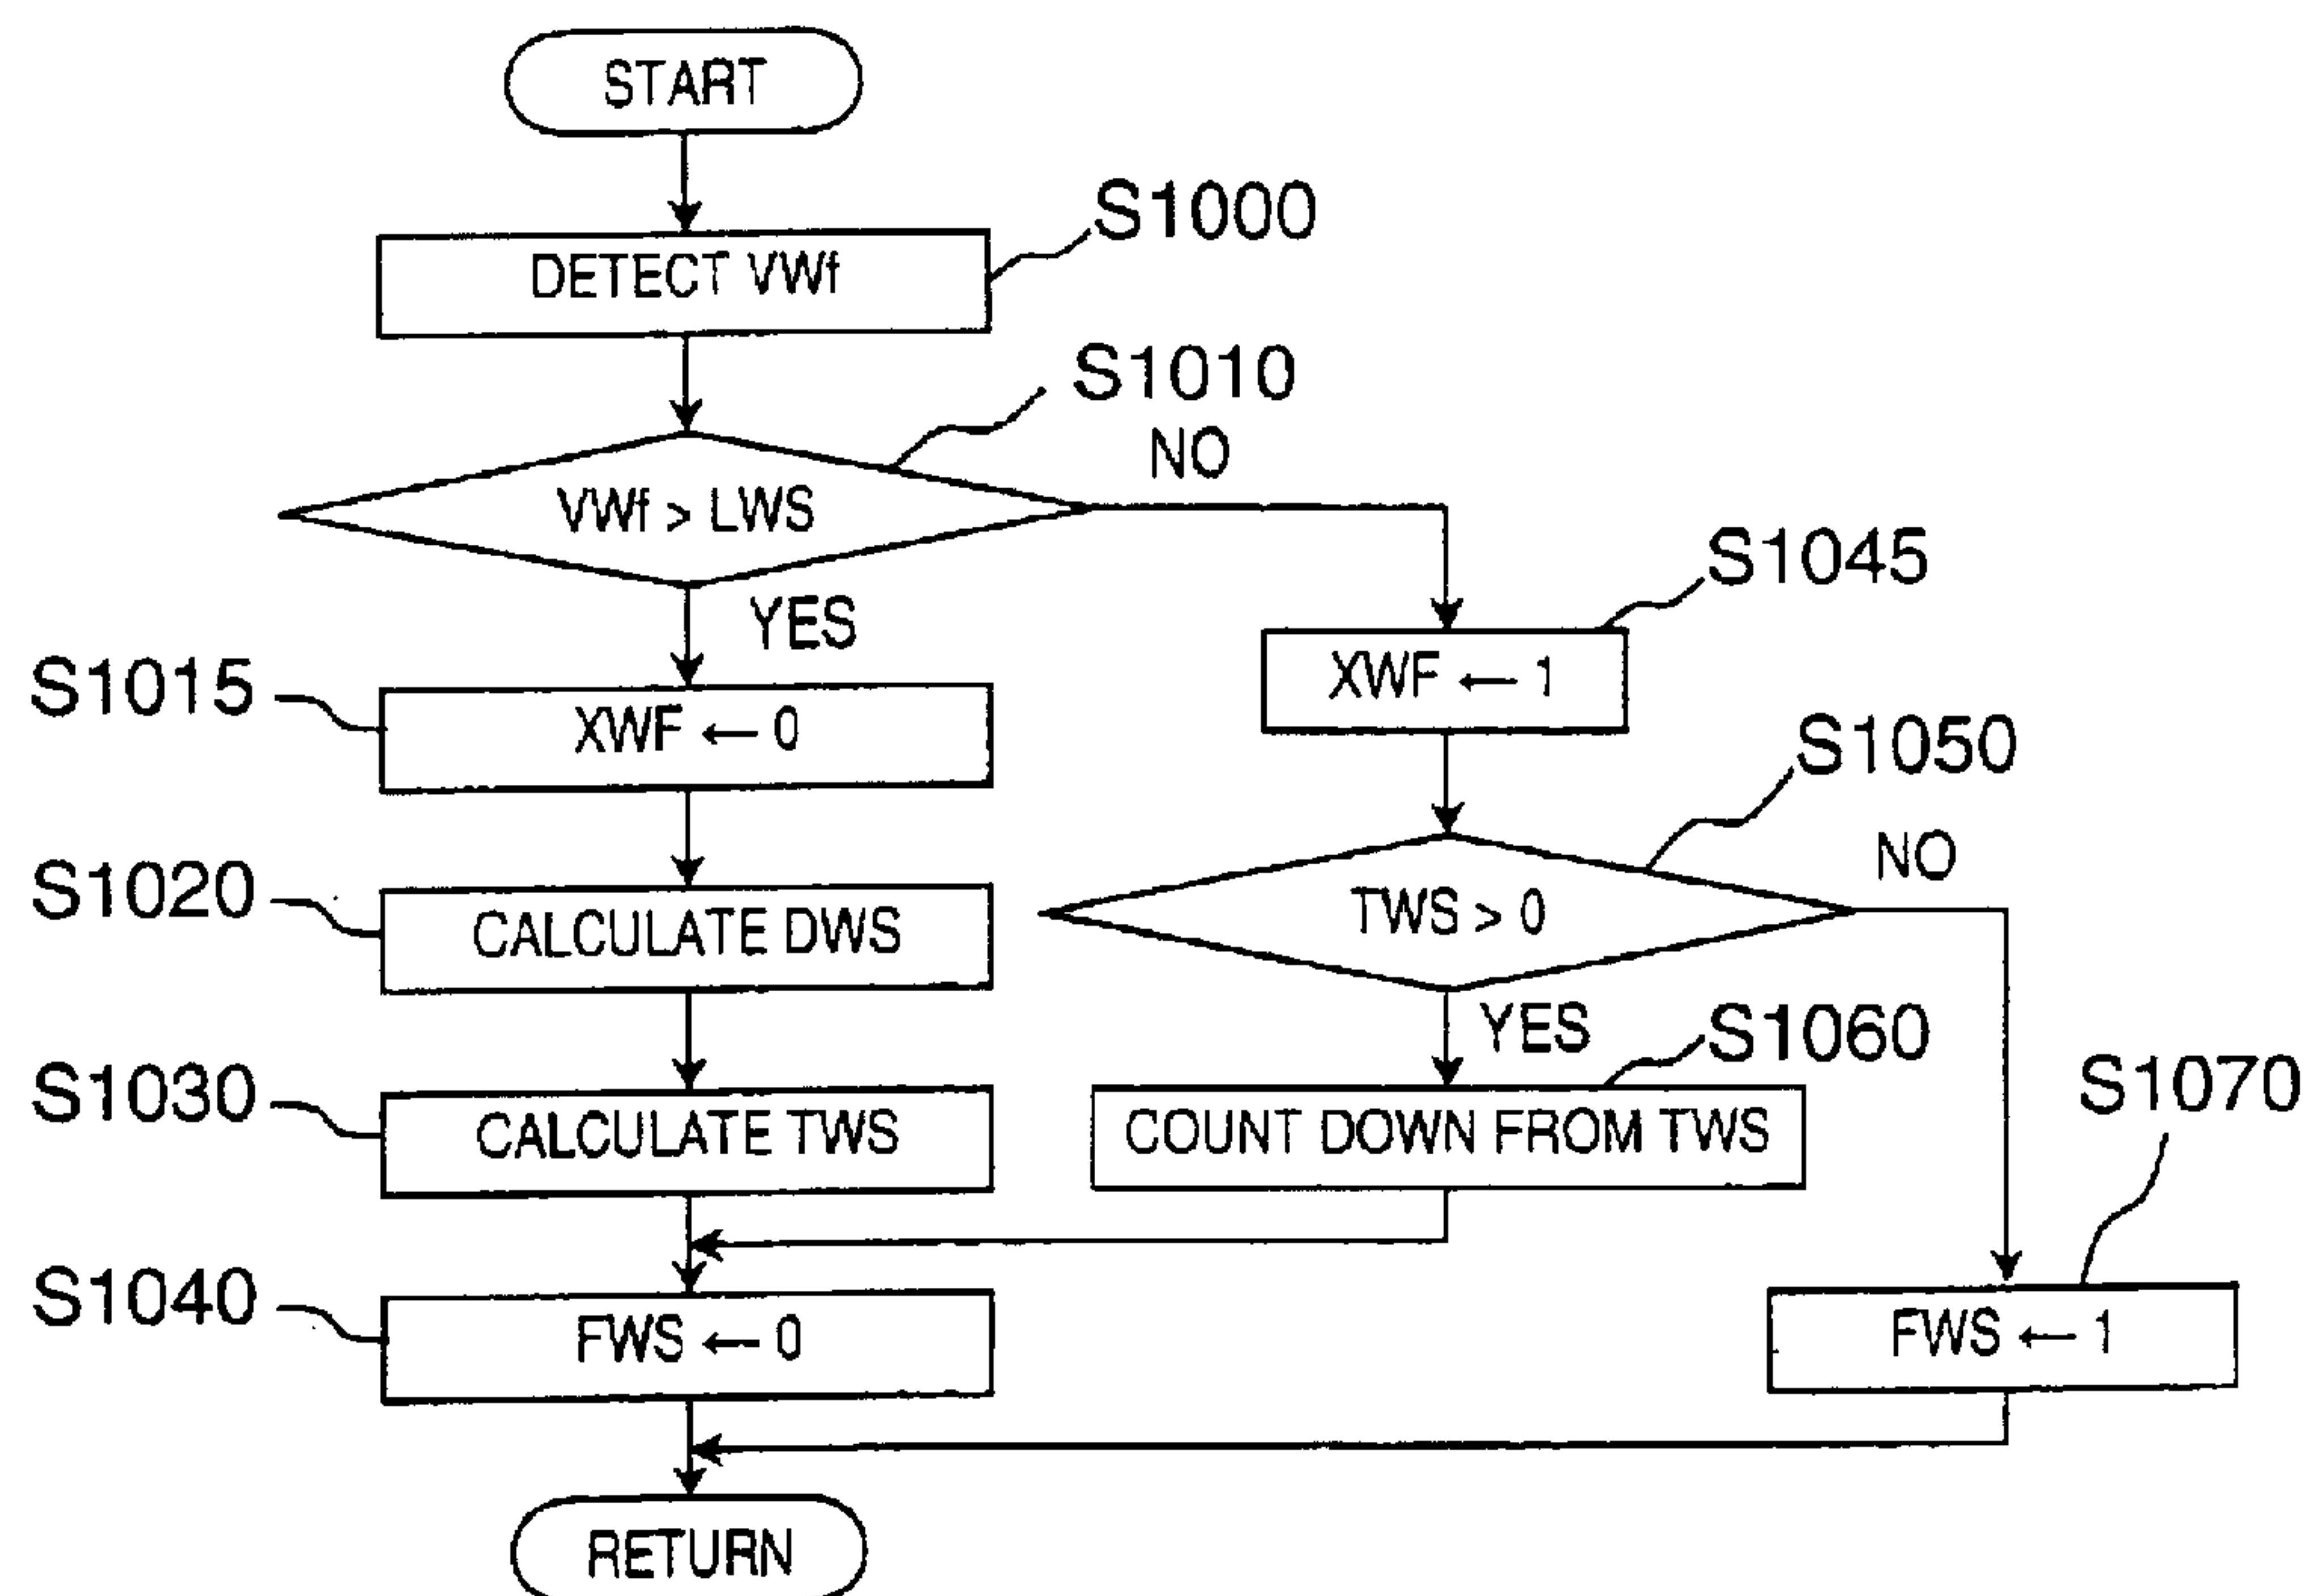 START
S1000
DETECT VWf
S1010
NO
VWf > LWS
YES
S1045
XWF ← 1
S1015
XWF ← 0
S1050
NO
TWS > 0
S1020
CALCULATE DWS
YES
S1060
COUNT DOWN FROM TWS
S1030
CALCULATE TWS
S1070
FWS ← 1
S1040
FWS ← 0
RETURN